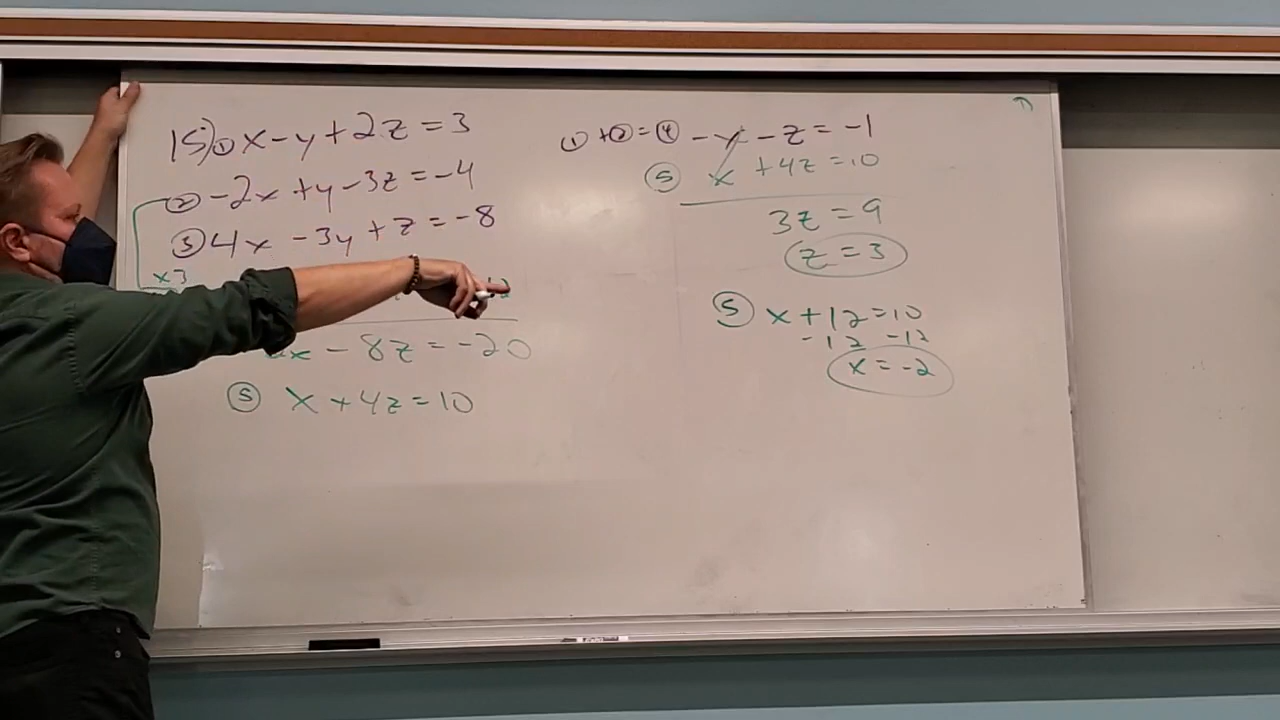 15) ① x - y + 2z = 3
② -2x + y - 3z = -4
③ 4x - 3y + z = -8
x3
12
x - 8z = -20
⑤ x + 4z = 10
① + ② = ④ - x - z = -1
⑤ x + 4z = 10
3z = 9
z = 3
⑤ x + 12 = 10
-12 -12
x = -2